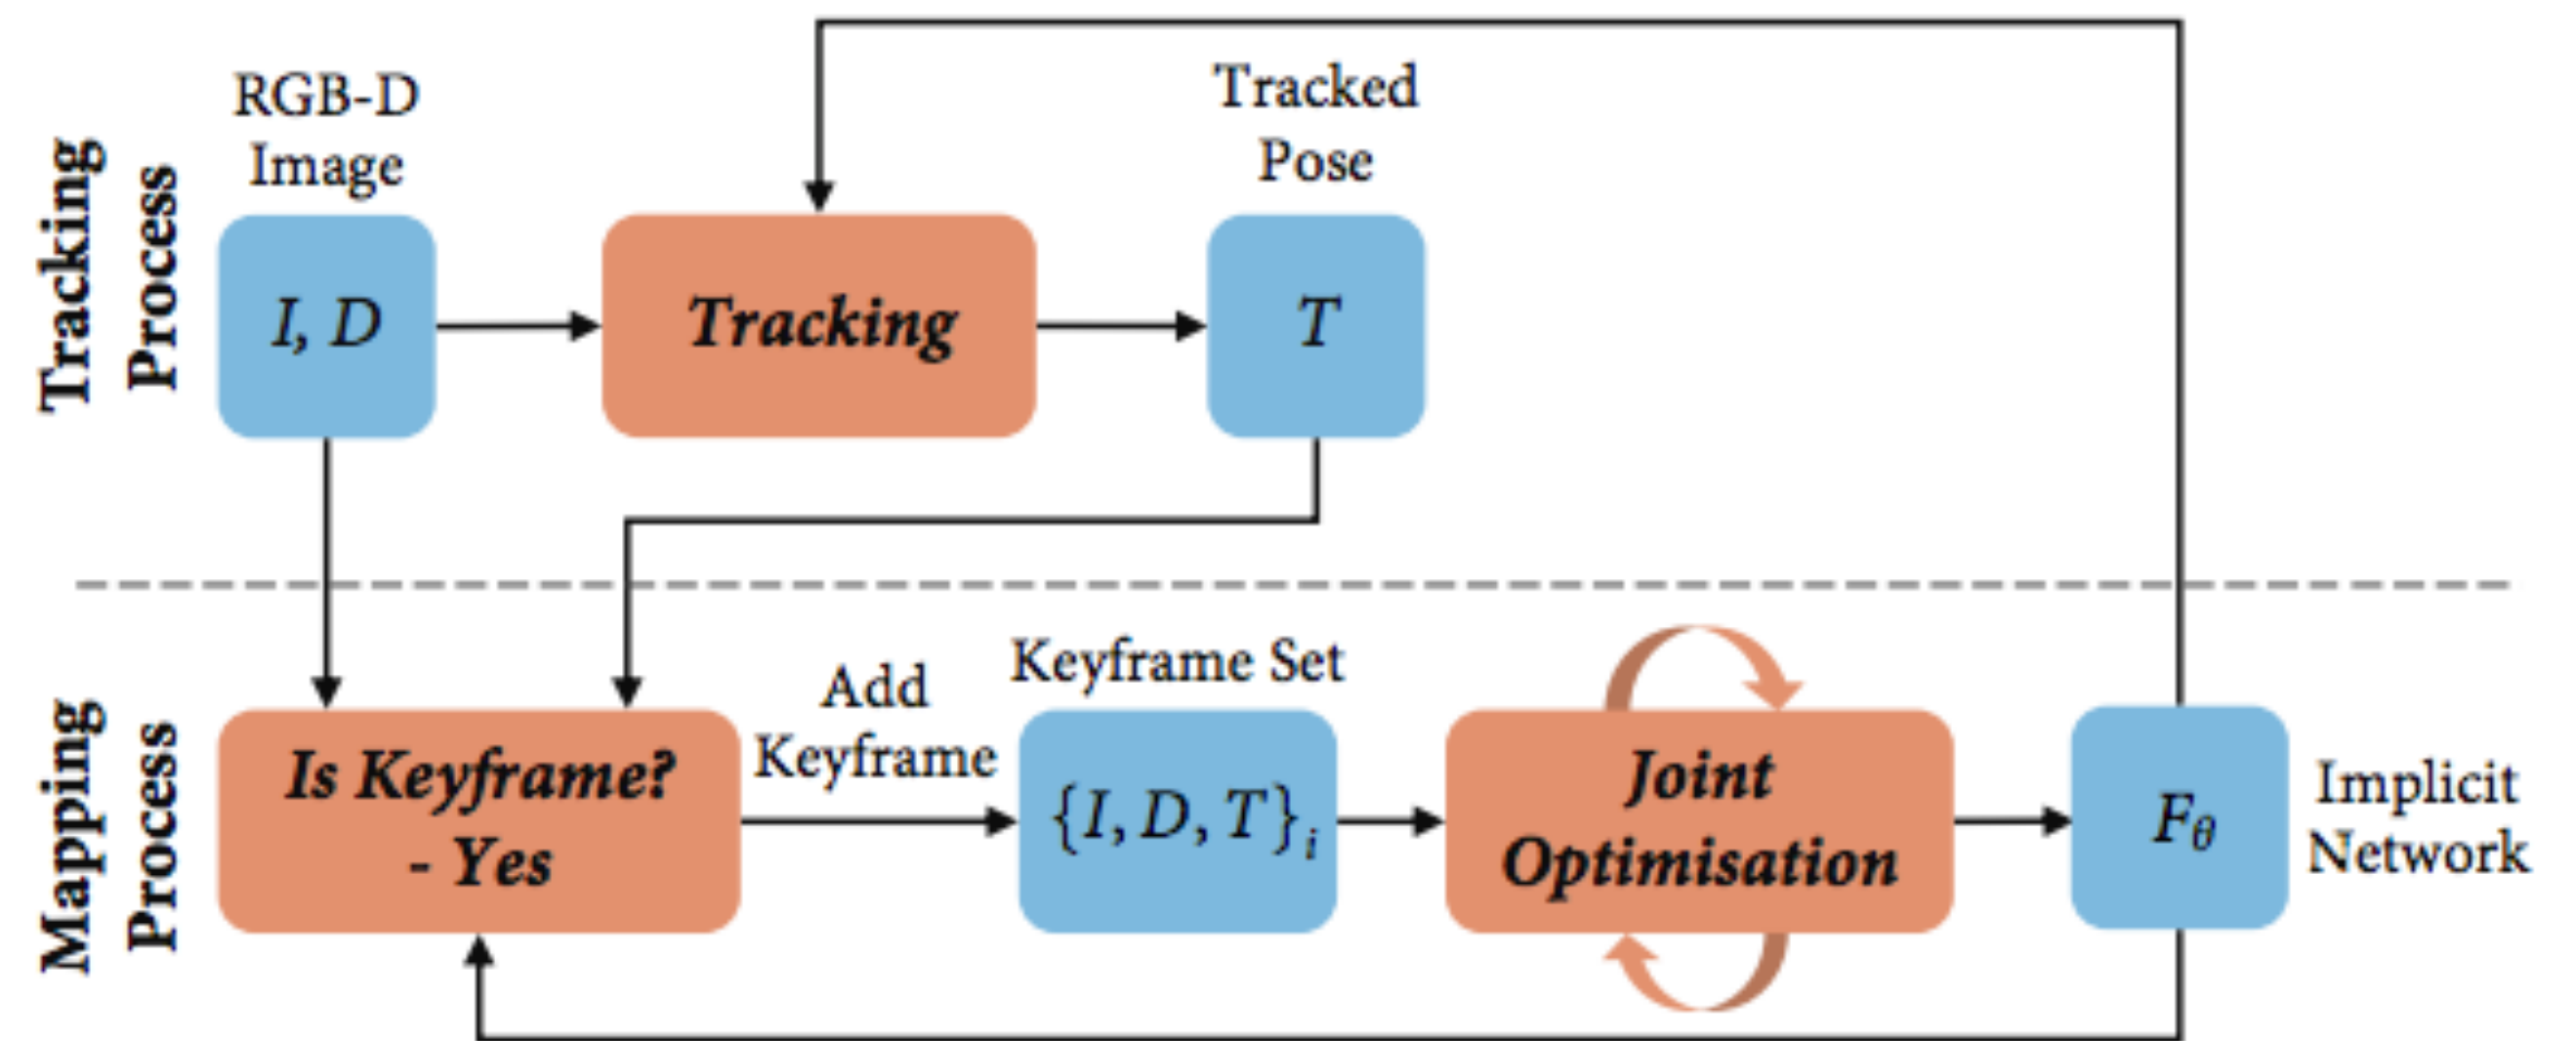 Tracking
Process
RGB-D
Image
I, D
Tracking
Tracked
Pose
T
Mapping
Process
Is Keyframe?
- Yes
Add
Keyframe
Keyframe Set
{I, D, T}i
Joint
Optimisation
Fθ
Implicit
Network